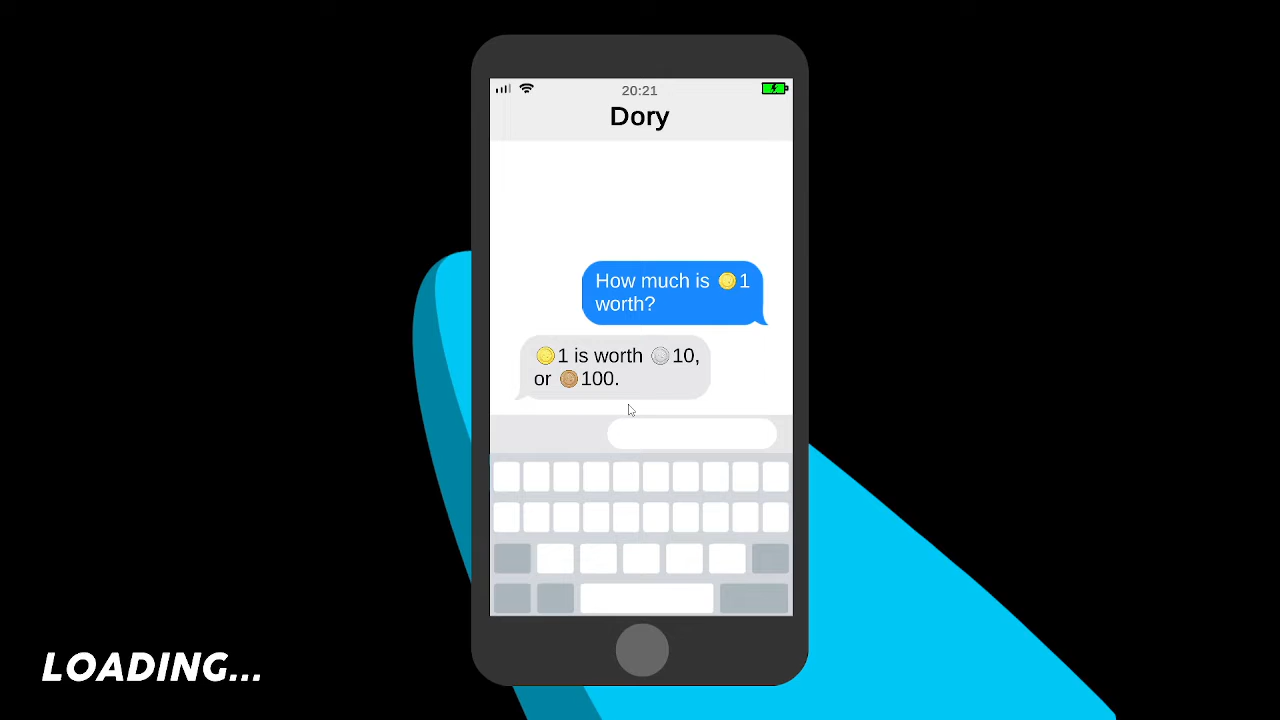 20:21
Dory
How much is 1
worth?
1 is worth 10,
or 100.
LOADING...